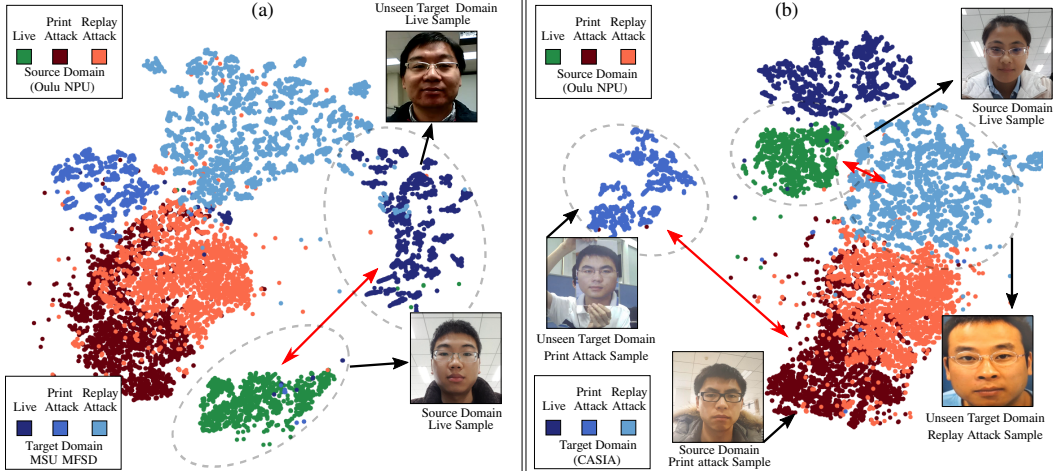 (a)
Live
Print
Attack
Replay
Attack
Source Domain
(Oulu NPU)
Unseen Target Domain
Live Sample
Source Domain
Live Sample
Live
Print
Attack
Replay
Attack
Target Domain
MSU MFSD
(b)
Live
Print
Attack
Replay
Attack
Source Domain
(Oulu NPU)
Source Domain
Live Sample
Unseen Target Domain
Print Attack Sample
Live
Print
Attack
Replay
Attack
Target Domain
(CASIA)
Source Domain
Print attack Sample
Unseen Target Domain
Replay Attack Sample